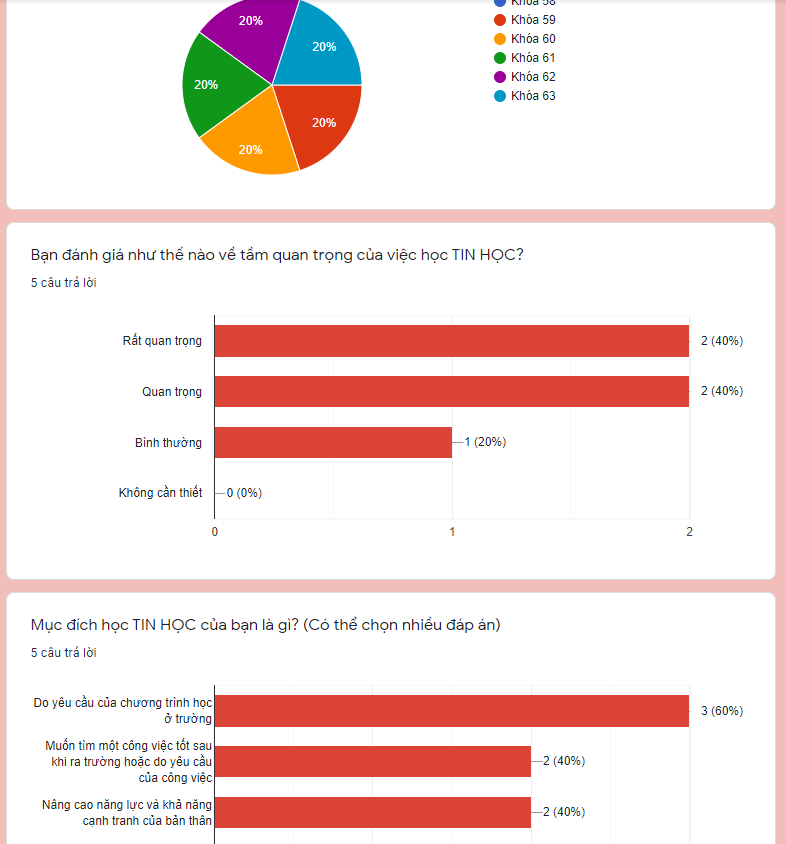 Khóa 58
Khóa 59
Khóa 60
Khóa 61
Khóa 62
Khóa 63
20%
20%
20%
20%
20%
Bạn đánh giá như thế nào về tầm quan trọng của việc học TIN HỌC?
5 câu trả lời
Rất quan trọng
2 (40%)
Quan trọng
2 (40%)
Bình thường
1 (20%)
Không cần thiết
0 (0%)
0
1
2
Mục đích học TIN HỌC của bạn là gì? (Có thể chọn nhiều đáp án)
5 câu trả lời
Do yêu cầu của chương trình học
ở trường
3 (60%)
Muốn tìm một công việc tốt sau
khi ra trường hoặc do yêu cầu
của công việc
2 (40%)
Nâng cao năng lực và khả năng
cạnh tranh của bản thân
2 (40%)